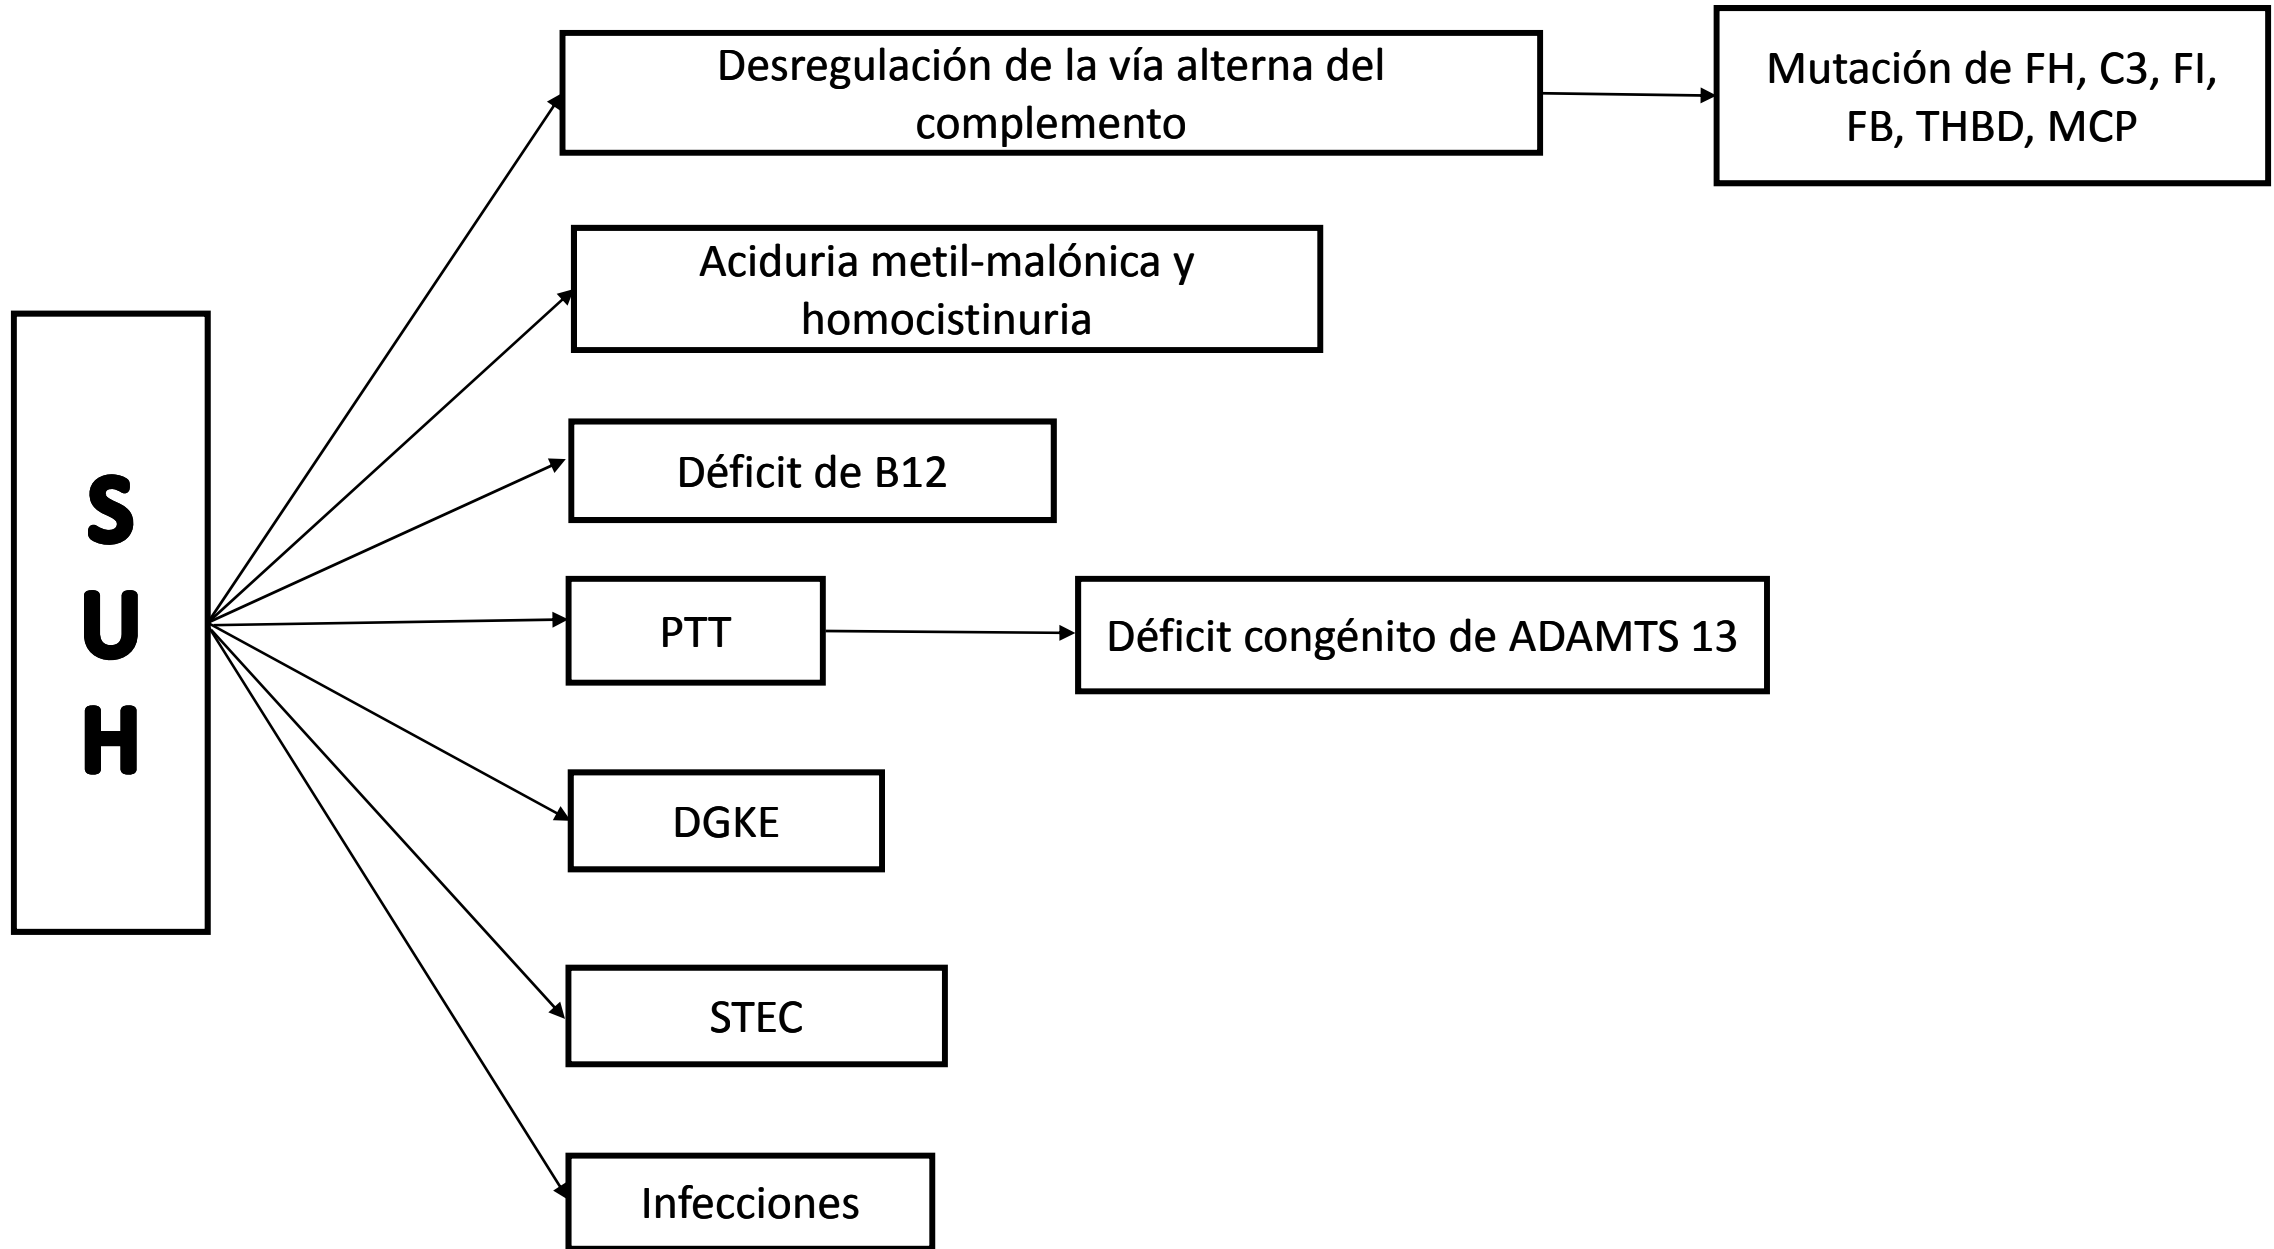 Desregulación de la vía alterna del
complemento
Mutación de FH, C3, FI,
FB, THBD, MCP
Aciduria metil-malónica y
homocistinuria
Déficit de B12
S
U
H
PTT
Déficit congénito de ADAMTS 13
DGKE
STEC
Infecciones